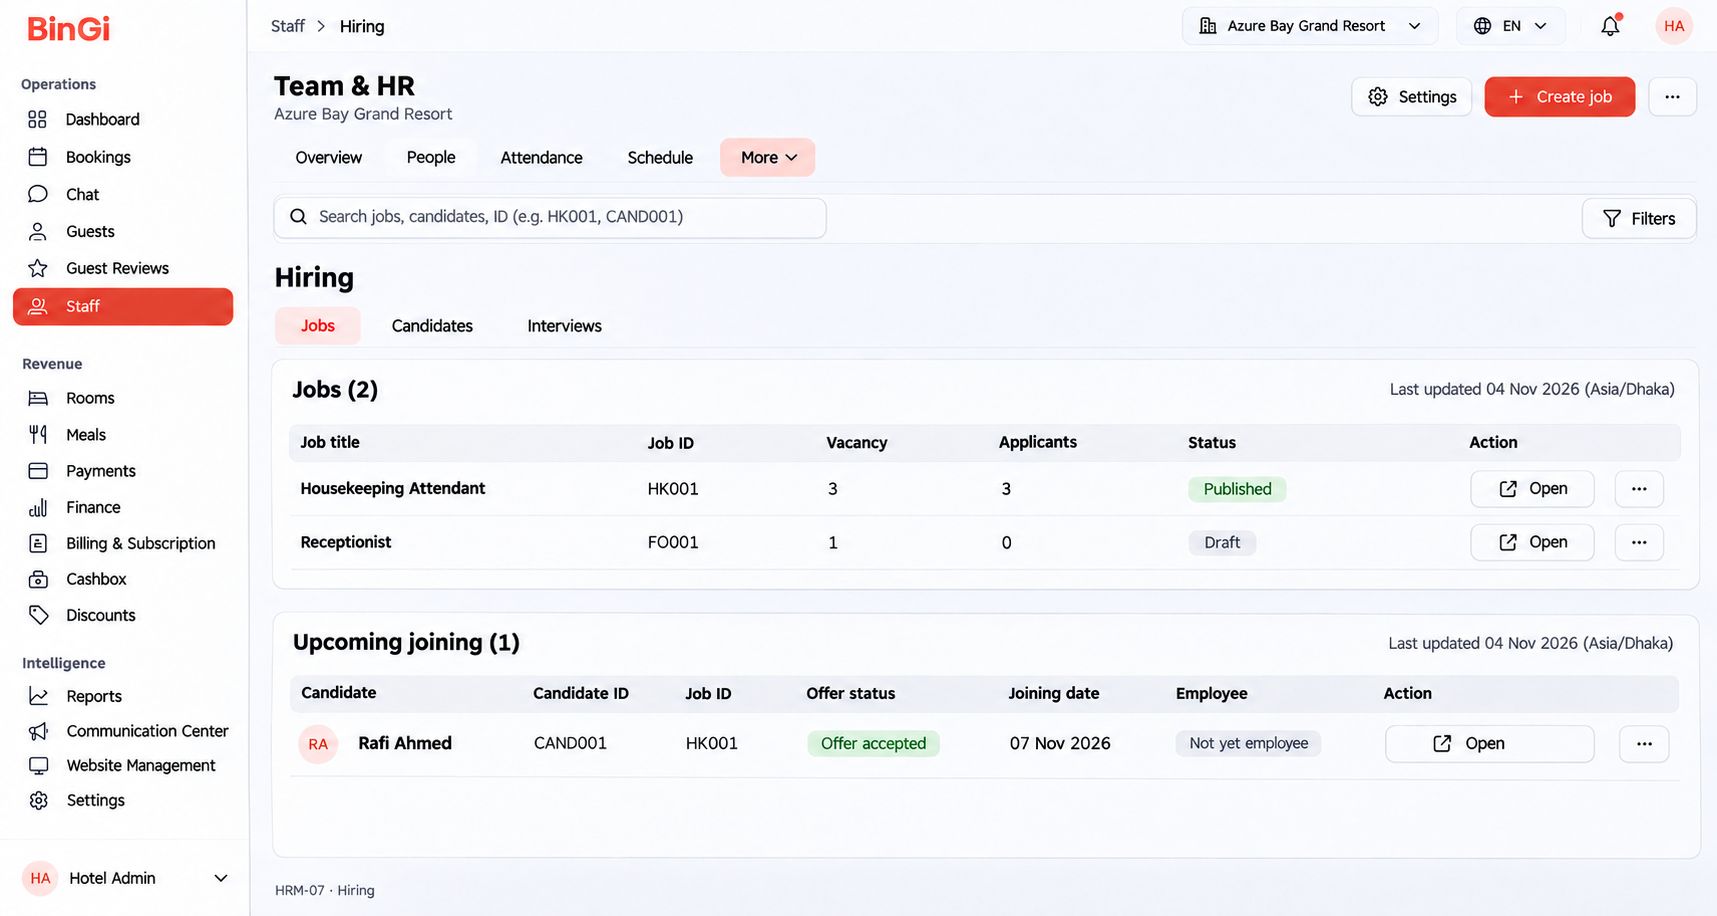 BinGi
Staff > Hiring
Azure Bay Grand Resort
EN
HA
Operations
Dashboard
Bookings
Chat
Guests
Guest Reviews
Staff
Revenue
Rooms
Meals
Payments
Finance
Billing & Subscription
Cashbox
Discounts
Intelligence
Reports
Communication Center
Website Management
Settings
HA Hotel Admin
Team & HR
Azure Bay Grand Resort
Settings
+ Create job
...
Overview People Attendance Schedule More
Search jobs, candidates, ID (e.g. HK001, CAND001)
Filters
Hiring
Jobs Candidates Interviews
Jobs (2)
Last updated 04 Nov 2026 (Asia/Dhaka)
Job title Job ID Vacancy Applicants Status Action
Housekeeping Attendant HK001 3 3 Published Open ...
Receptionist FO001 1 0 Draft Open ...
Upcoming joining (1)
Last updated 04 Nov 2026 (Asia/Dhaka)
Candidate Candidate ID Job ID Offer status Joining date Employee Action
RA Rafi Ahmed CAND001 HK001 Offer accepted 07 Nov 2026 Not yet employee Open ...
HRM-07 · Hiring